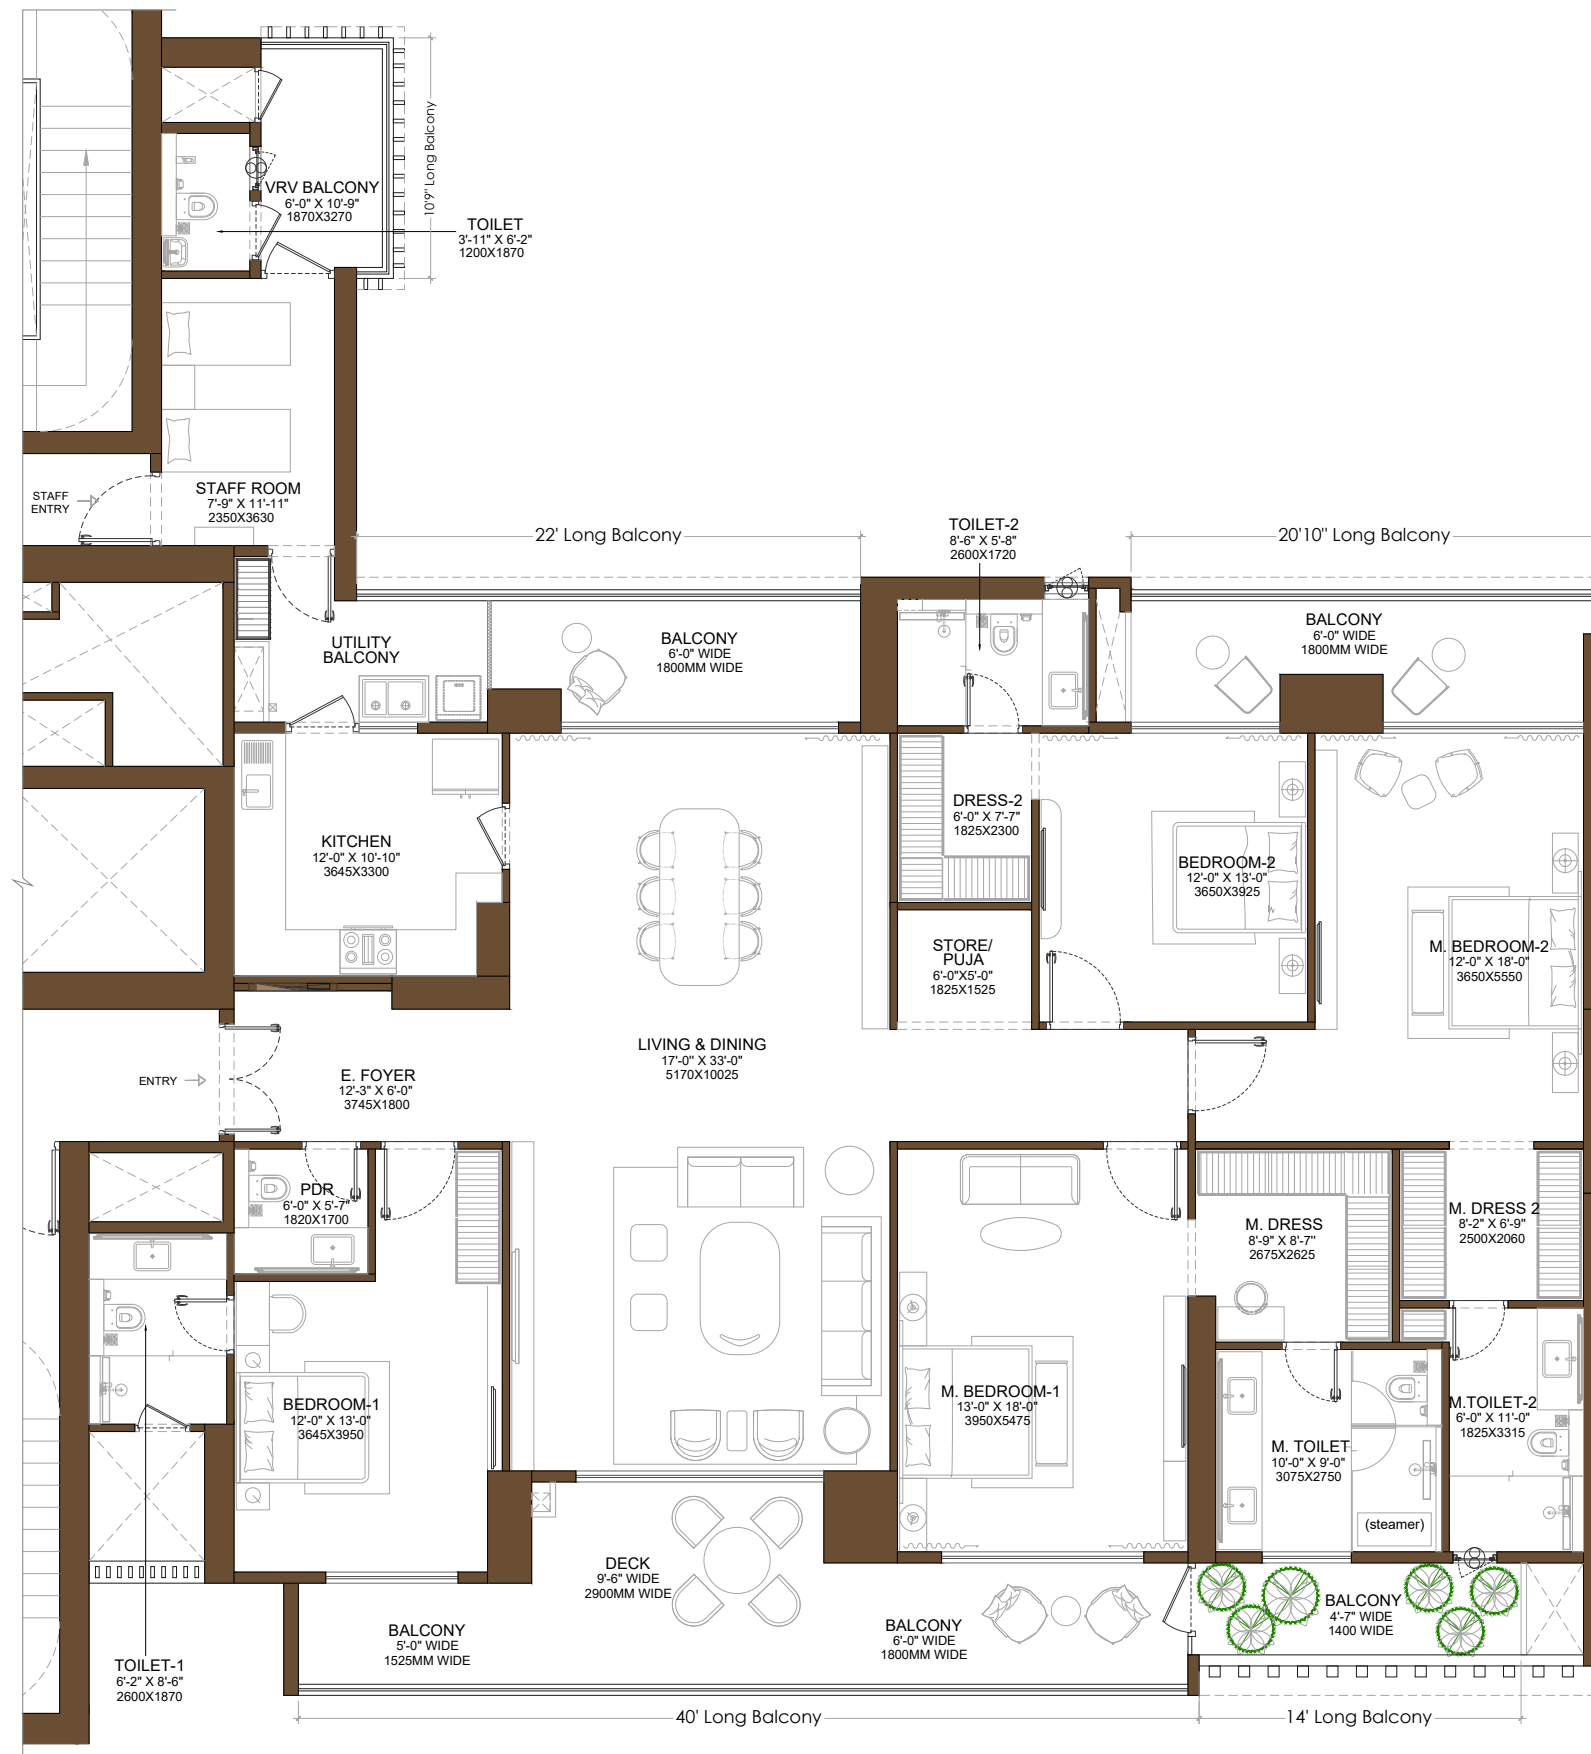 10'9" Long Balcony
VRV BALCONY
6'-0" X 10'-9"
1870X3270
TOILET
3'-11" X 6'-2"
1200X1870
STAFF
ENTRY
STAFF ROOM
7'-9" X 11'-11"
2350X3630
22' Long Balcony
TOILET-2
8'-6" X 5'-8"
2600X1720
20'10" Long Balcony
UTILITY
BALCONY
BALCONY
6'-0" WIDE
1800MM WIDE
BALCONY
6'-0" WIDE
1800MM WIDE
KITCHEN
12'-0" X 10'-10"
3645X3300
DRESS-2
6'-0" X 7'-7"
1825X2300
BEDROOM-2
12'-0" X 13'-0"
3650X3925
STORE/
PUJA
6'-0"X5'-0"
1825X1525
M. BEDROOM-2
12'-0" X 18'-0"
3650X5550
LIVING & DINING
17'-0" X 33'-0"
5170X10025
ENTRY
E. FOYER
12'-3" X 6'-0"
3745X1800
PDR
6'-0" X 5'-7"
1820X1700
M. DRESS
8'-9" X 8'-7"
2675X2625
M. DRESS 2
8'-2" X 6'-9"
2500X2060
BEDROOM-1
12'-0" X 13'-0"
3645X3950
M. BEDROOM-1
13'-0" X 18'-0"
3950X5475
M. TOILET
10'-0" X 9'-0"
3075X2750
M.TOILET-2
6'-0" X 11'-0"
1825X3315
(steamer)
DECK
9'-6" WIDE
2900MM WIDE
BALCONY
5'-0" WIDE
1525MM WIDE
BALCONY
6'-0" WIDE
1800MM WIDE
BALCONY
4'-7" WIDE
1400 WIDE
TOILET-1
6'-2" X 8'-6"
2600X1870
40' Long Balcony
14' Long Balcony